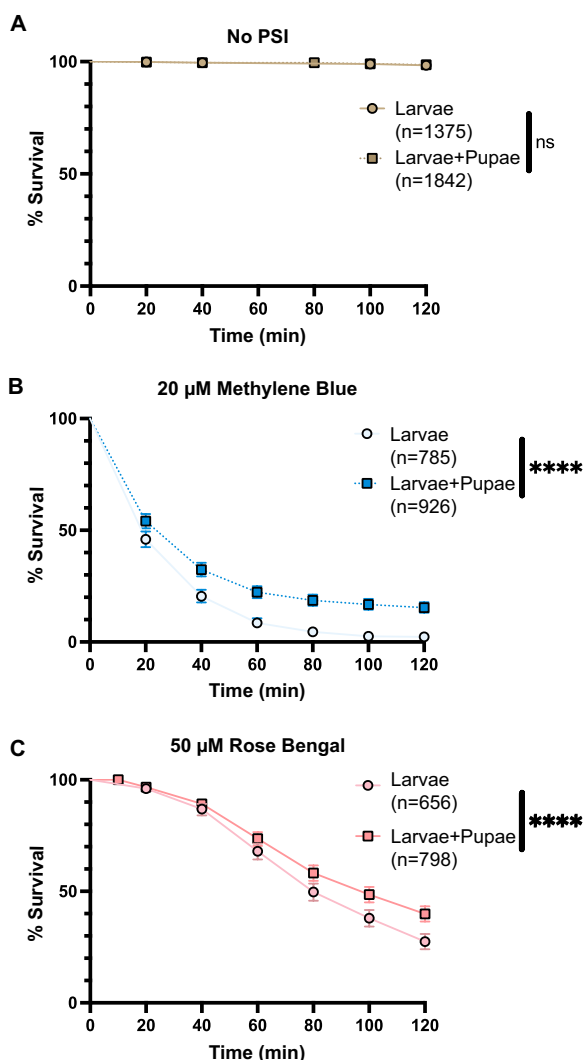 A
No PSI
100
50
0
% Survival
0 20 40 60 80 100 120
Time (min)
Larvae
(n=1375)
Larvae+Pupae
(n=1842)
ns
B
20 µM Methylene Blue
100
50
0
% Survival
0 20 40 60 80 100 120
Time (min)
Larvae
(n=785)
Larvae+Pupae
(n=926)
****
C
50 µM Rose Bengal
100
50
0
% Survival
0 20 40 60 80 100 120
Time (min)
Larvae
(n=656)
Larvae+Pupae
(n=798)
****